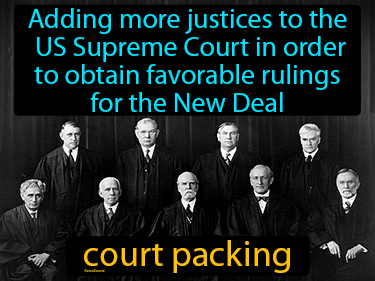 Adding more justices to the
US Supreme Court in order
to obtain favorable rulings
for the New Deal
court packing
GameSmartz